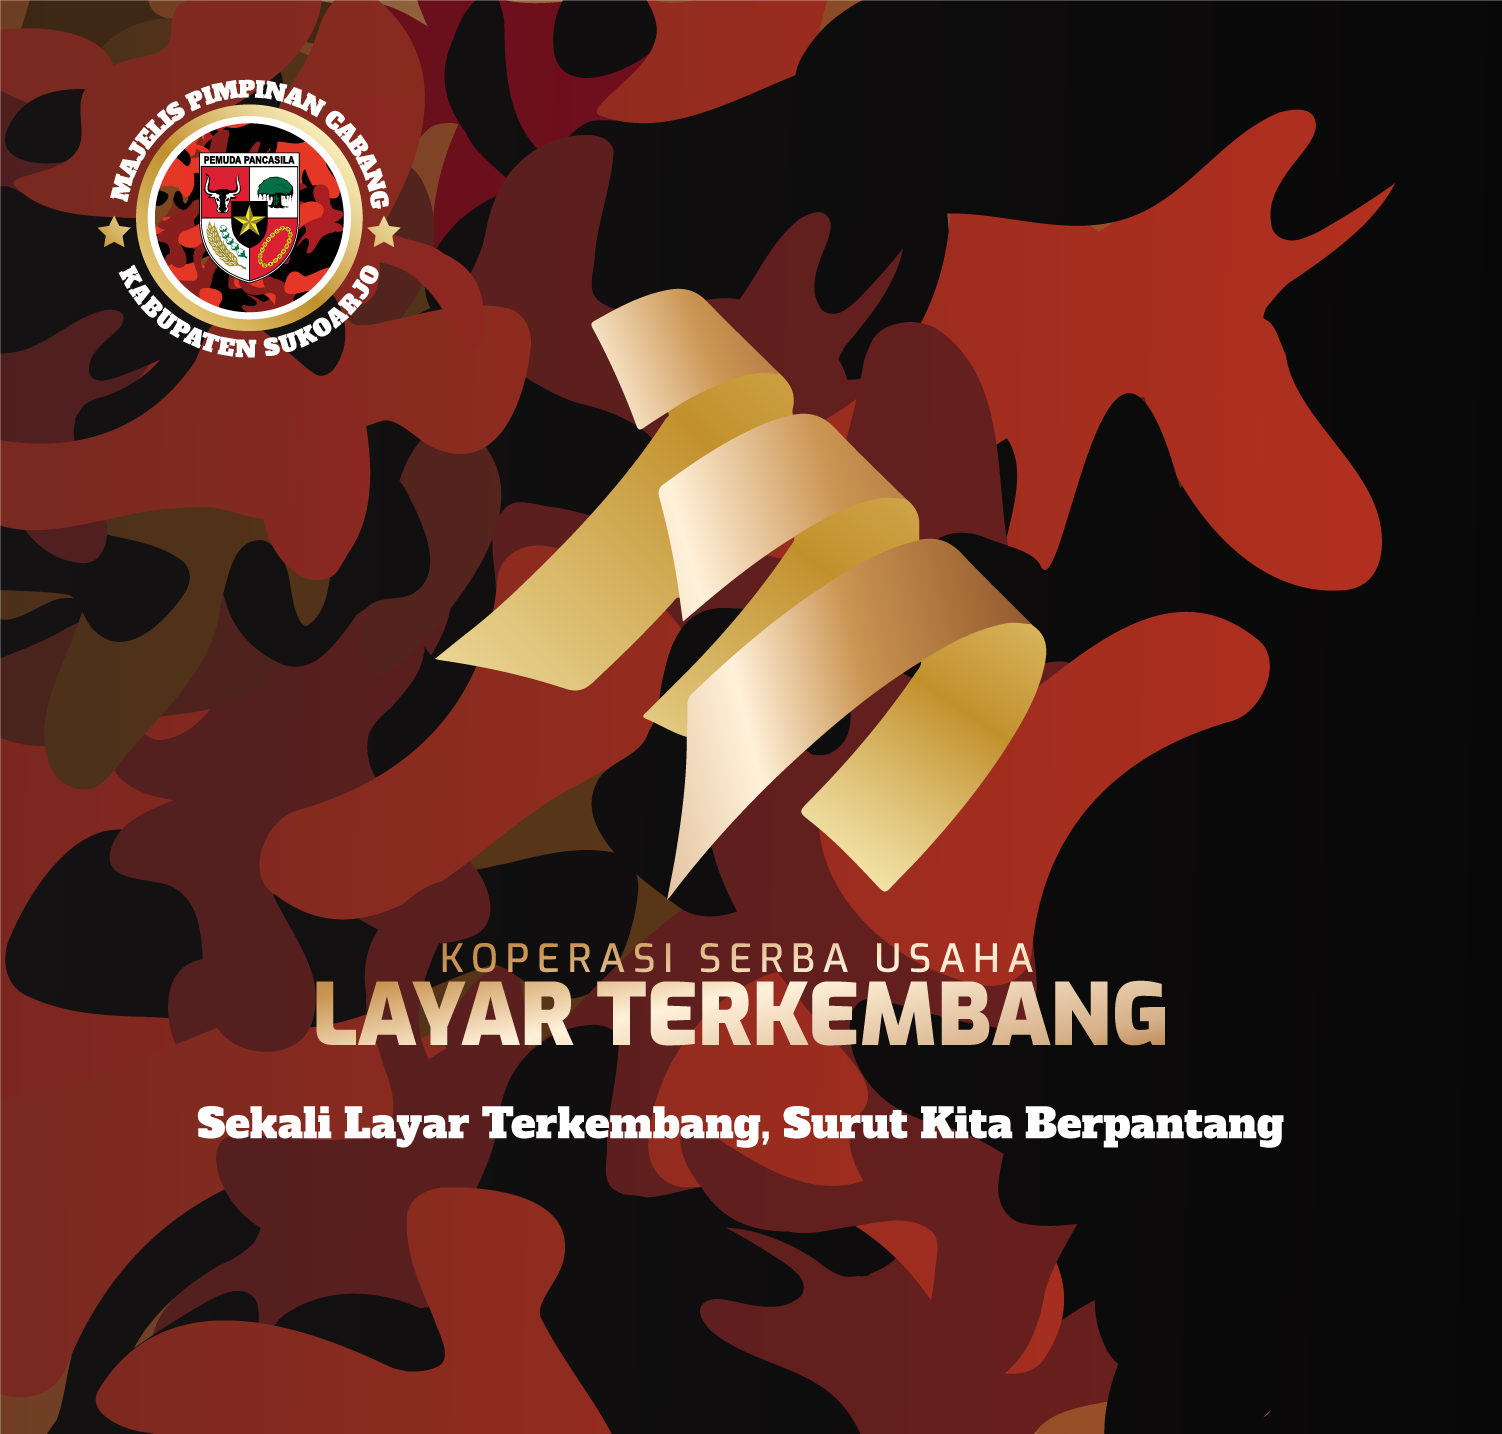 MAJELIS PIMPINAN CABANG
PEMUDA PANCASILA
KABUPATEN SUKOARJO
KOPERASI SERBA USAHA
LAYAR TERKEMBANG
Sekali Layar Terkembang, Surut Kita Berpantang